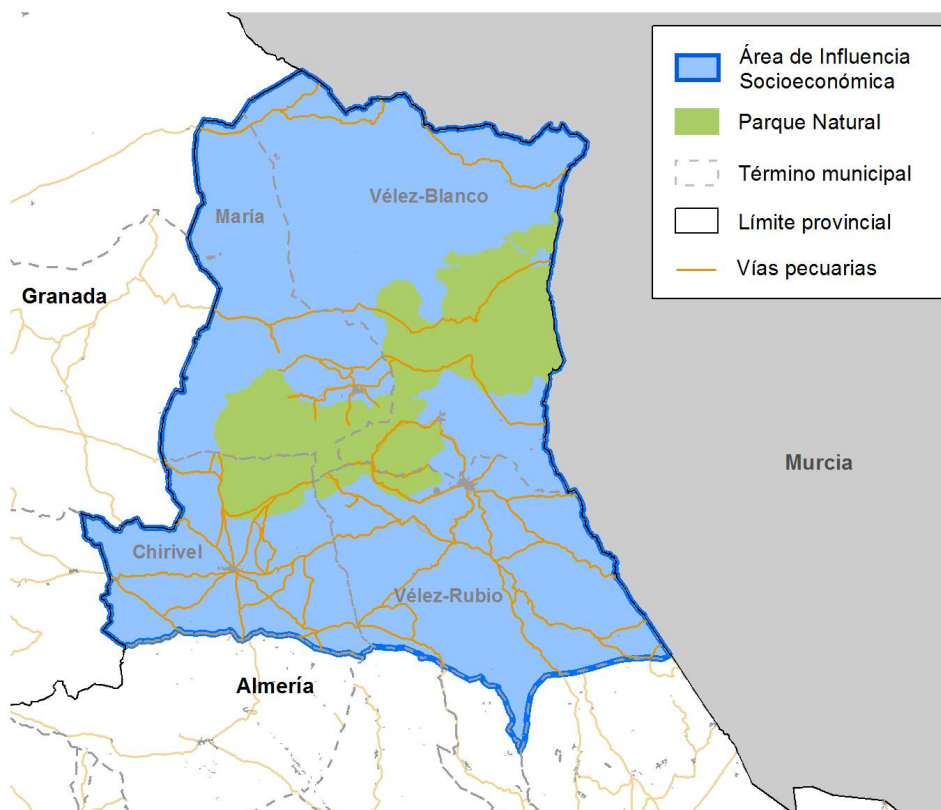 Área de Influencia
Socioeconómica
Parque Natural
Término municipal
Límite provincial
Vías pecuarias
Vélez-Blanco
María
Granada
Murcia
Chirivel
Vélez-Rubio
Almería